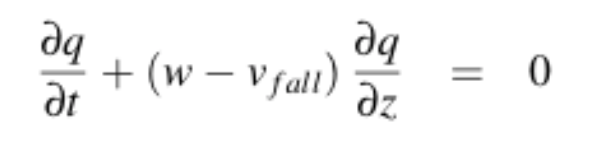 ∂q/∂t + (w − v_fall) ∂q/∂z = 0